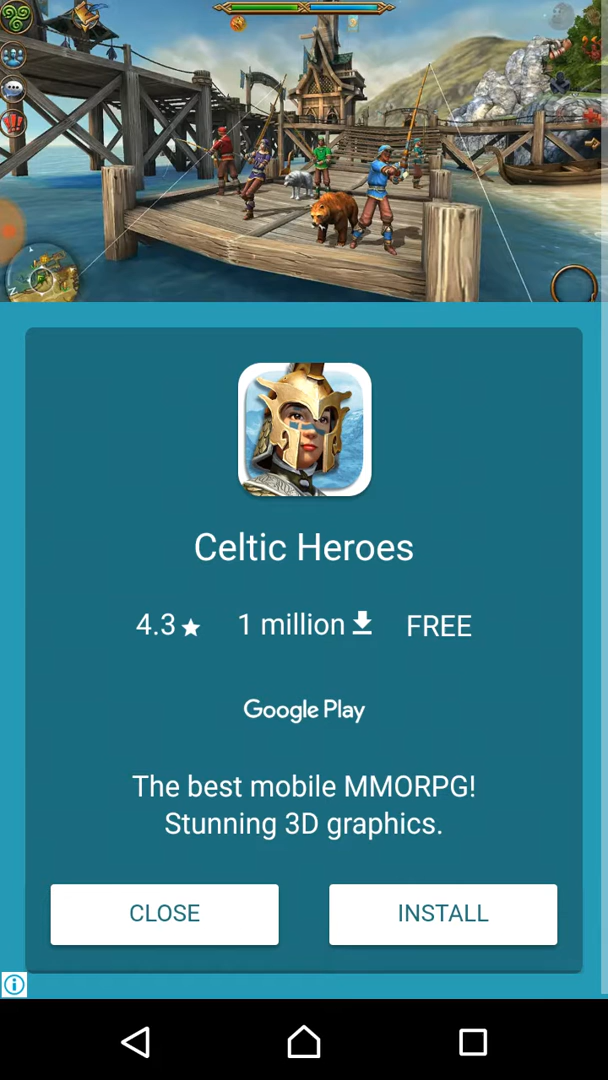 Celtic Heroes
4.3 1 million FREE
Google Play
The best mobile MMORPG!
Stunning 3D graphics.
CLOSE INSTALL